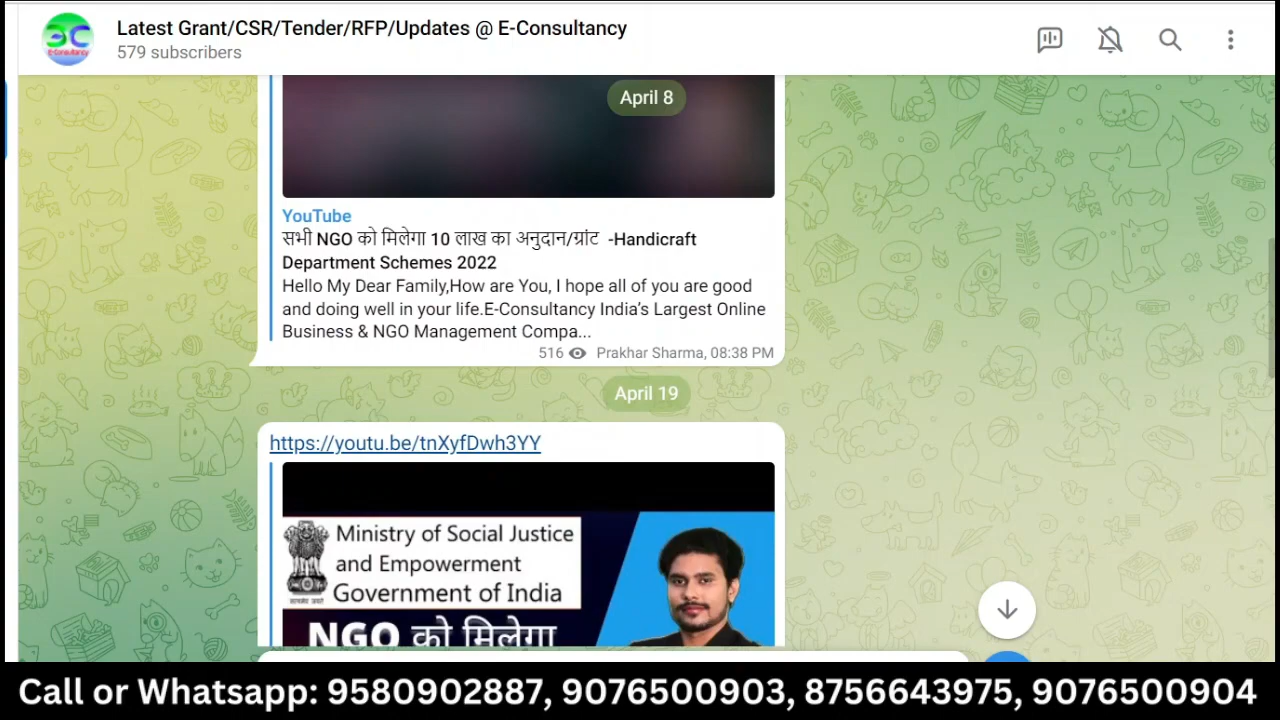 Latest Grant/CSR/Tender/RFP/Updates @ E-Consultancy
579 subscribers
E-Consultancy
April 8
YouTube
सभी NGO को मिलेगा 10 लाख का अनुदान/ग्रांट -Handicraft
Department Schemes 2022
Hello My Dear Family,How are You, I hope all of you are good
and doing well in your life.E-Consultancy India's Largest Online
Business & NGO Management Compa...
516 Prakhar Sharma, 08:38 PM
April 19
https://youtu.be/tnXyfDwh3YY
Ministry of Social Justice
and Empowerment
Government of India
NGO को मिलेगा
Call or Whatsapp: 9580902887, 9076500903, 8756643975, 9076500904